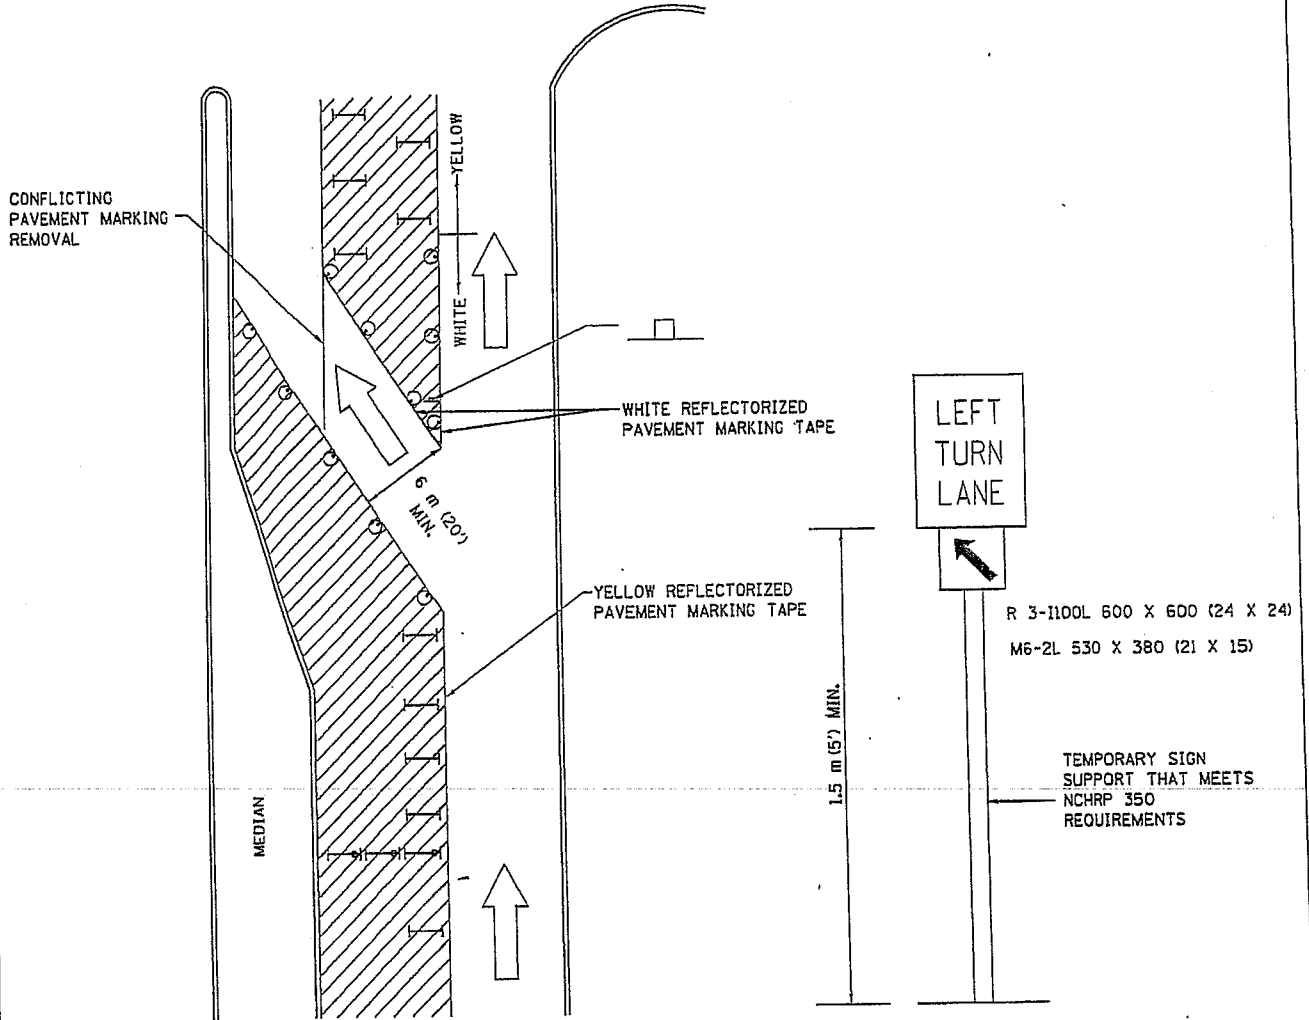 CONFLICTING
PAVEMENT MARKING
REMOVAL
YELLOW
WHITE
WHITE REFLECTORIZED
PAVEMENT MARKING TAPE
6 m (20')
MIN.
YELLOW REFLECTORIZED
PAVEMENT MARKING TAPE
MEDIAN
LEFT
TURN
LANE
R 3-I100L 600 X 600 (24 X 24)
M6-2L 530 X 380 (21 X 15)
1.5 m (5') MIN.
TEMPORARY SIGN
SUPPORT THAT MEETS
NCHRP 350
REQUIREMENTS